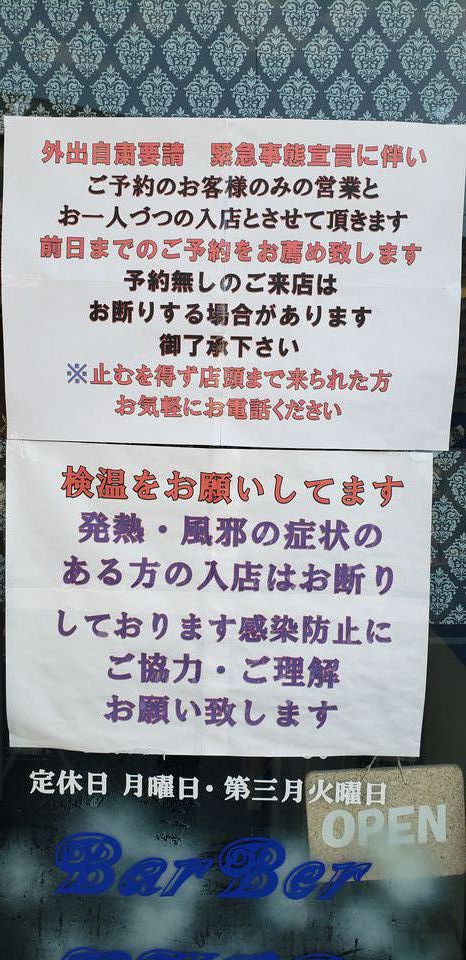 外出自粛要請　緊急事態宣言に伴い
ご予約のお客様のみの営業と
お一人づつの入店とさせて頂きます
前日までのご予約をお薦め致します
予約無しのご来店は
お断りする場合があります
御了承下さい
※止むを得ず店頭まで来られた方
お気軽にお電話ください
検温をお願いしてます
発熱・風邪の症状の
ある方の入店はお断り
しております感染防止に
ご協力・ご理解
お願い致します
定休日 月曜日・第三月火曜日
OPEN
BarBer